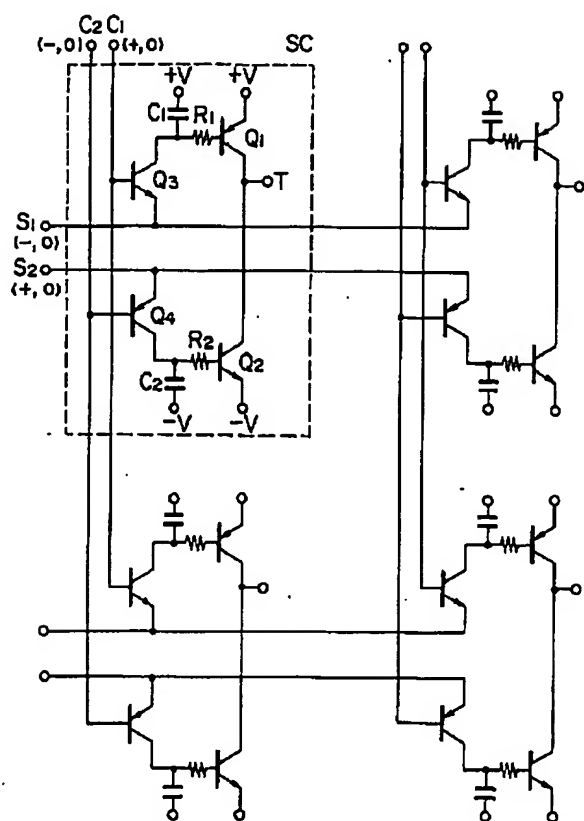 C2 C1
(-,0) (+,0)
SC
+V +V
C1 R1 Q1
Q3 T
S1
(-,0)
S2
(+,0)
Q4
R2
Q2
C2
-V -V